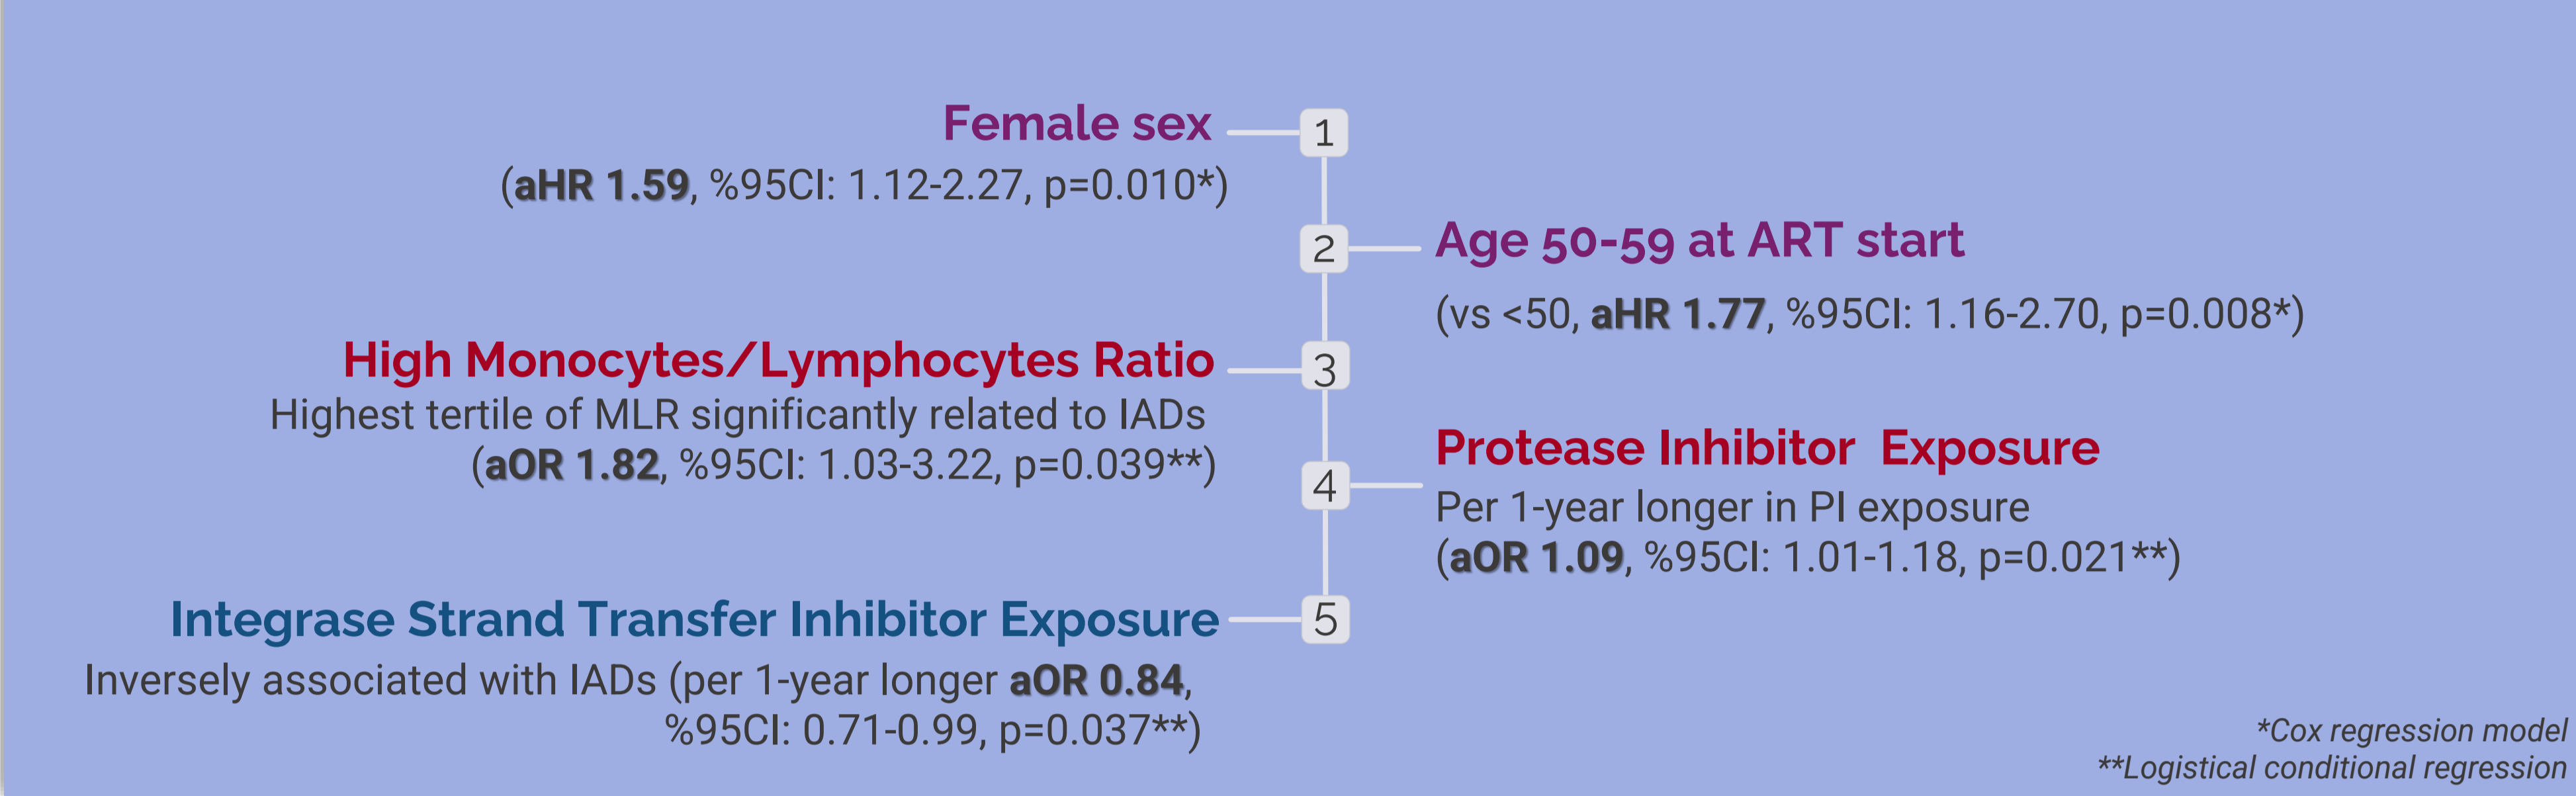 Female sex
1
(aHR 1.59, %95CI: 1.12-2.27, p=0.010*)
2
Age 50-59 at ART start
(vs <50, aHR 1.77, %95CI: 1.16-2.70, p=0.008*)
High Monocytes/Lymphocytes Ratio
3
Highest tertile of MLR significantly related to IADs
(aOR 1.82, %95CI: 1.03-3.22, p=0.039**)
4
Protease Inhibitor Exposure
Per 1-year longer in PI exposure
(aOR 1.09, %95CI: 1.01-1.18, p=0.021**)
Integrase Strand Transfer Inhibitor Exposure
5
Inversely associated with IADs (per 1-year longer aOR 0.84,
%95CI: 0.71-0.99, p=0.037**)
*Cox regression model
**Logistical conditional regression